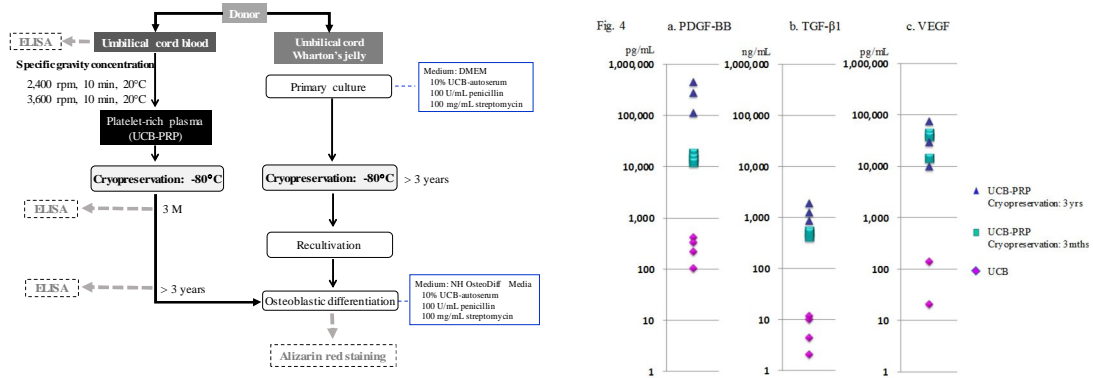 Donor
ELISA
Umbilical cord blood
Umbilical cord
Wharton's jelly
Specific gravity concentration
2,400 rpm, 10 min, 20°C
3,600 rpm, 10 min, 20°C
Platelet-rich plasma
(UCB-PRP)
Primary culture
Medium: DMEM
10% UCB-autoserum
100 U/mL penicillin
100 mg/mL streptomycin
Cryopreservation: -80°C
Cryopreservation: -80°C
> 3 years
ELISA
3 M
Recultivation
ELISA
> 3 years
Osteoblastic differentiation
Medium: NH OsteoDiff Media
10% UCB-autoserum
100 U/mL penicillin
100 mg/mL streptomycin
Alizarin red staining
Fig. 4
a. PDGF-BB
pg/mL
1,000,000
100,000
10,000
1,000
100
10
1
b. TGF-β1
ng/mL
1,000,000
100,000
10,000
1,000
100
10
1
c. VEGF
pg/mL
1,000,000
100,000
10,000
1,000
100
10
1
UCB-PRP
Cryopreservation: 3 yrs
UCB-PRP
Cryopreservation: 3 mths
UCB